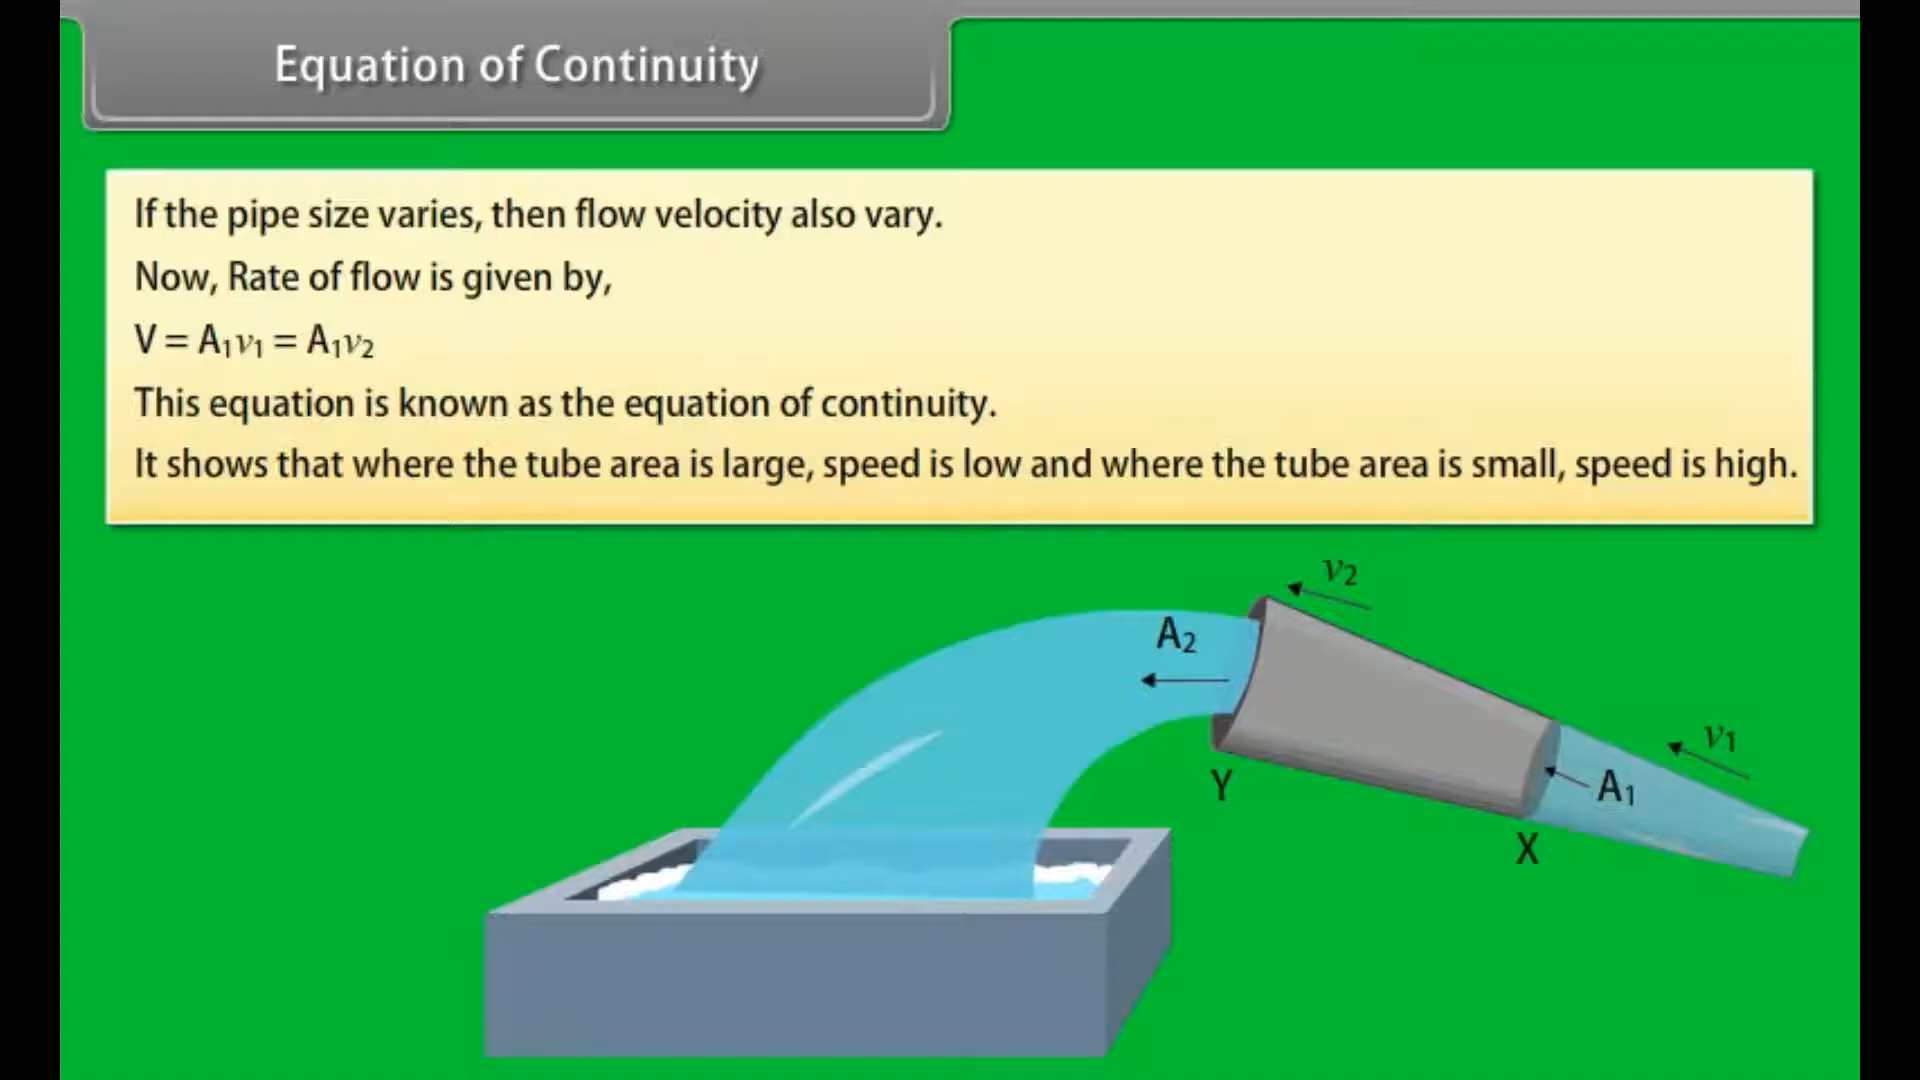 Equation of Continuity
If the pipe size varies, then flow velocity also vary.
Now, Rate of flow is given by,
V = A₁v₁ = A₁v₂
This equation is known as the equation of continuity.
It shows that where the tube area is large, speed is low and where the tube area is small, speed is high.
v₂
A₂
v₁
Y
A₁
X